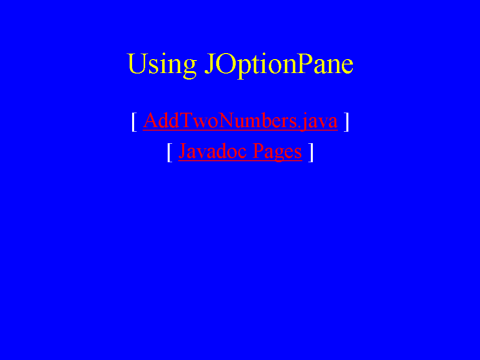 Using JOptionPane
[ AddTwoNumbers.java ]
[ Javadoc Pages ]